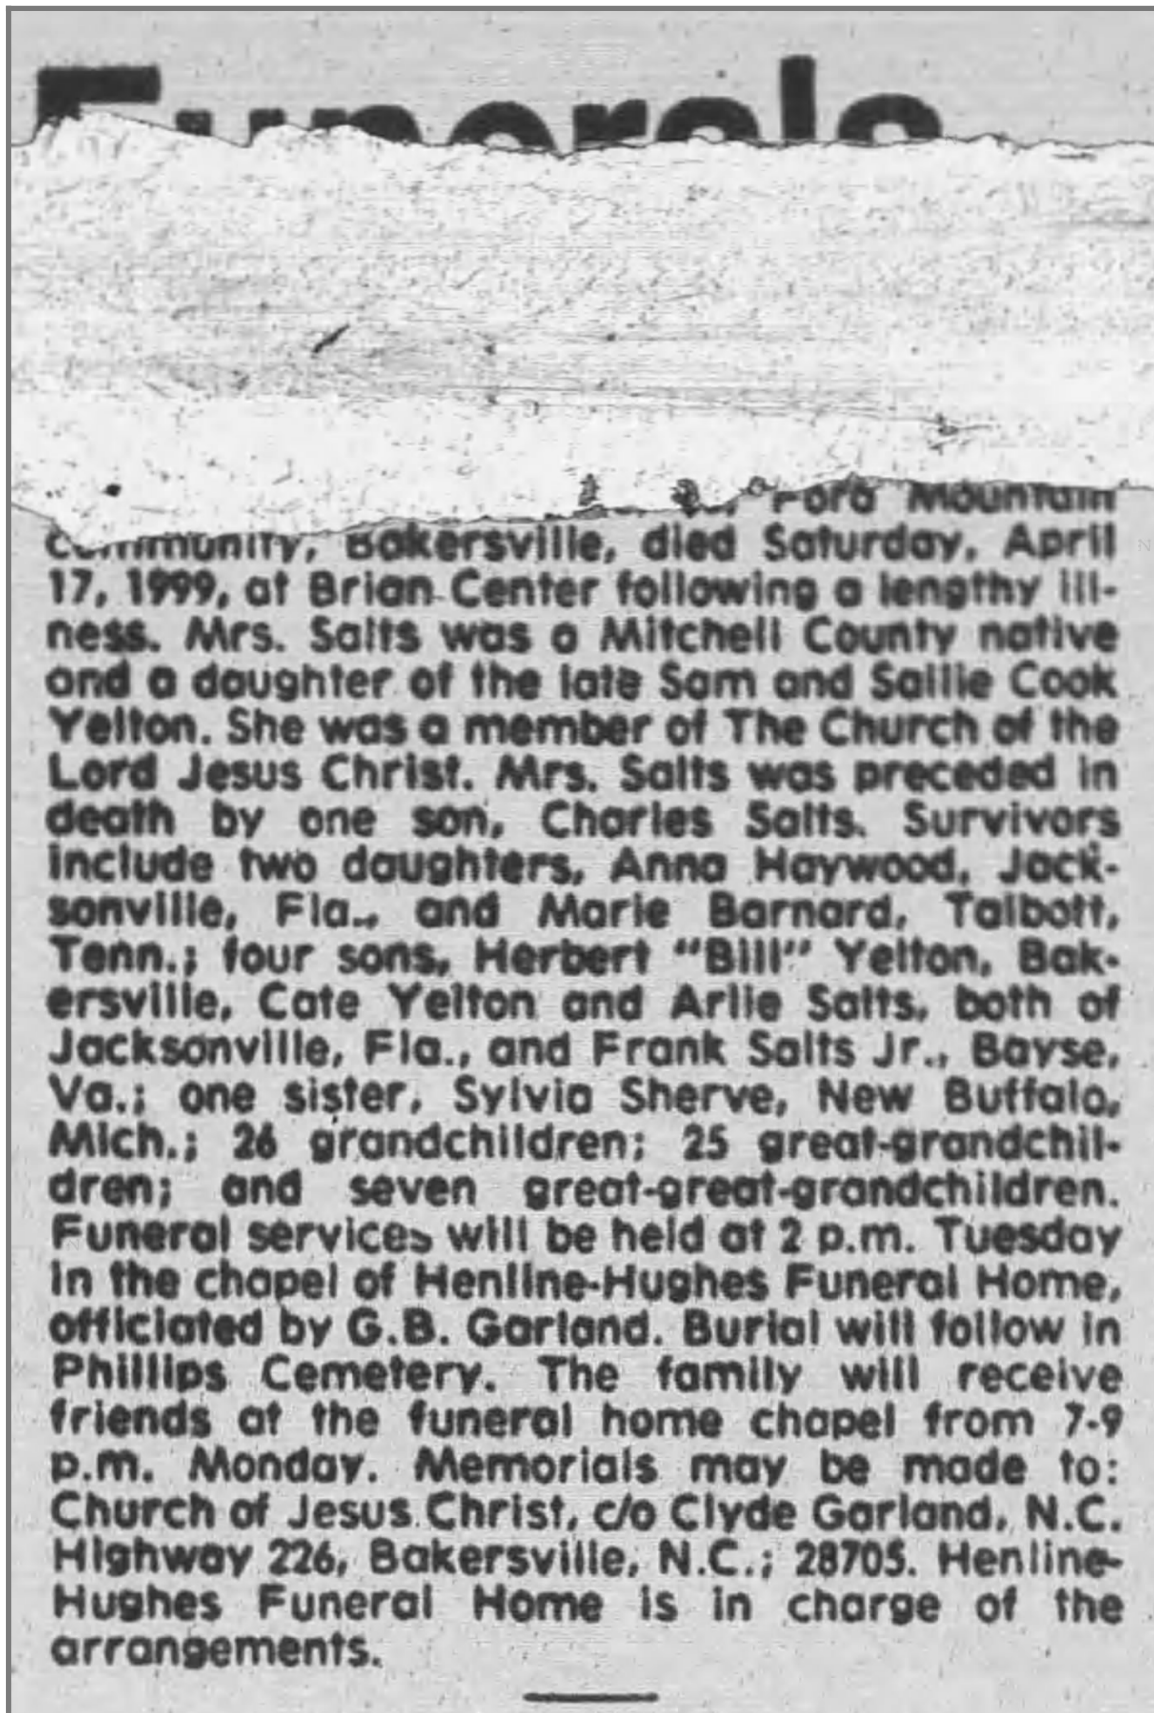 Funerals
Ford Mountain
Community, Bakersville, died Saturday, April
17, 1999, at Brian Center following a lengthy ill-
ness. Mrs. Salts was a Mitchell County native
and a daughter of the late Sam and Sallie Cook
Yelton. She was a member of The Church of the
Lord Jesus Christ. Mrs. Salts was preceded in
death by one son, Charles Salts. Survivors
include two daughters, Anna Haywood, Jack-
sonville, Fla., and Marie Barnard, Talbott,
Tenn.; four sons, Herbert "Bill" Yelton, Bak-
ersville, Cate Yelton and Arlie Salts, both of
Jacksonville, Fla., and Frank Salts Jr., Bayse,
Va.; one sister, Sylvia Sherve, New Buffalo,
Mich.; 26 grandchildren; 25 great-grandchil-
dren; and seven great-great-grandchildren.
Funeral services will be held at 2 p.m. Tuesday
in the chapel of Henline-Hughes Funeral Home,
officiated by G.B. Garland. Burial will follow in
Phillips Cemetery. The family will receive
friends at the funeral home chapel from 7-9
p.m. Monday. Memorials may be made to:
Church of Jesus Christ, c/o Clyde Garland, N.C.
Highway 226, Bakersville, N.C.; 28705. Henline-
Hughes Funeral Home is in charge of the
arrangements.